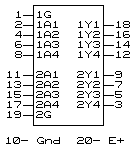 1 1G
2 1A1 1Y1 18
4 1A2 1Y2 16
6 1A3 1Y3 14
8 1A4 1Y4 12
11 2A1 2Y1 9
13 2A2 2Y2 7
15 2A3 2Y3 5
17 2A4 2Y4 3
19 2G
10- Gnd 20- E+